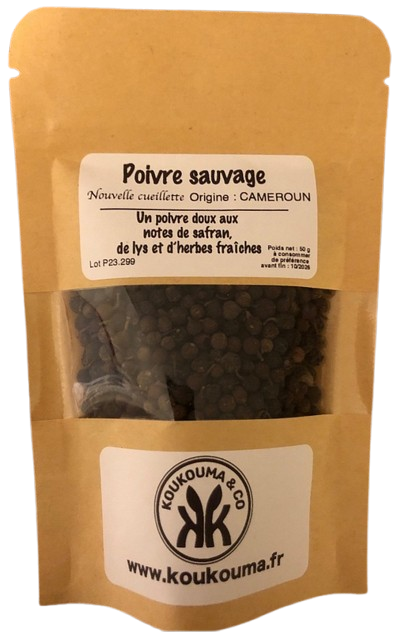 Poivre sauvage
Nouvelle cueillette Origine : CAMEROUN
Un poivre doux aux
notes de safran,
de lys et d'herbes fraîches
Poids net : 50 g
à consommer
de préférence
avant fin : 10/2026
Lot P23.299
KOUKOUMA & CO
www.koukouma.fr